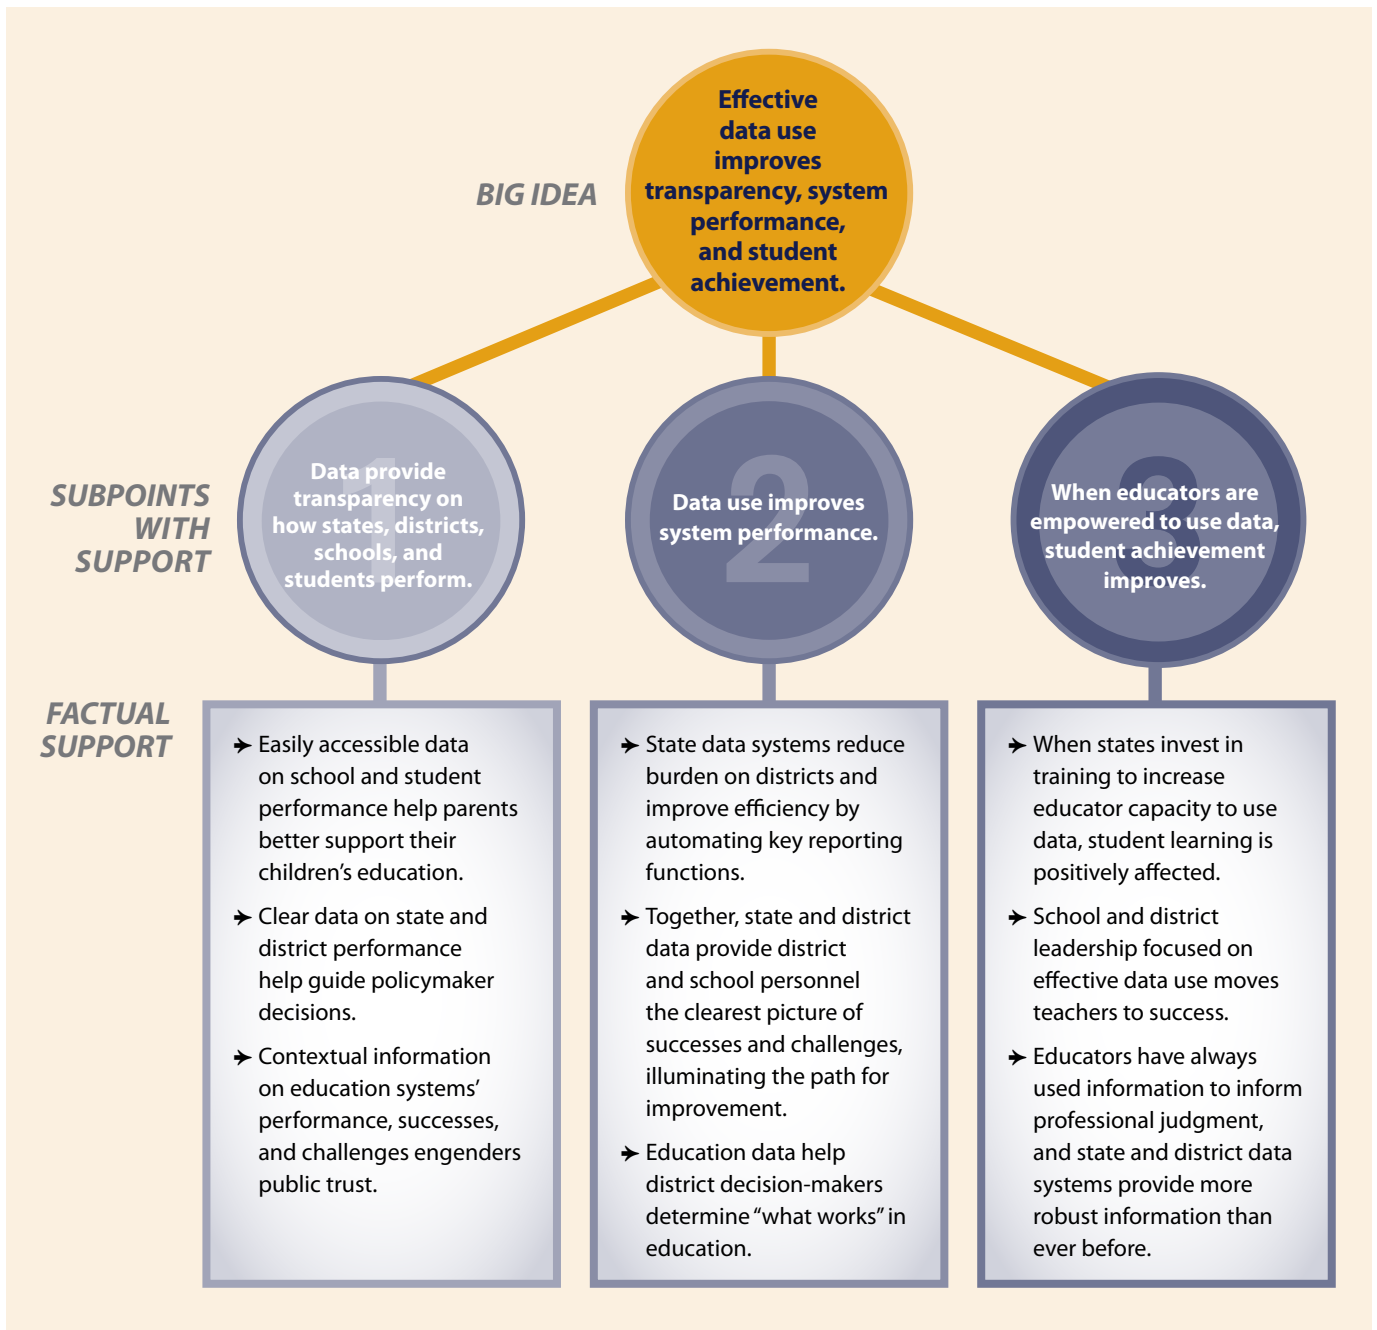 Effective
data use
improves
transparency, system
performance,
and student
achievement.
BIG IDEA
SUBPOINTS
WITH
SUPPORT
1
Data provide
transparency on
how states, districts,
schools, and
students perform.
2
Data use improves
system performance.
3
When educators are
empowered to use data,
student achievement
improves.
FACTUAL
SUPPORT
➔ Easily accessible data
on school and student
performance help parents
better support their
children’s education.
➔ Clear data on state and
district performance
help guide policymaker
decisions.
➔ Contextual information
on education systems’
performance, successes,
and challenges engenders
public trust.
➔ State data systems reduce
burden on districts and
improve efficiency by
automating key reporting
functions.
➔ Together, state and district
data provide district
and school personnel
the clearest picture of
successes and challenges,
illuminating the path for
improvement.
➔ Education data help
district decision-makers
determine “what works” in
education.
➔ When states invest in
training to increase
educator capacity to use
data, student learning is
positively affected.
➔ School and district
leadership focused on
effective data use moves
teachers to success.
➔ Educators have always
used information to inform
professional judgment,
and state and district data
systems provide more
robust information than
ever before.